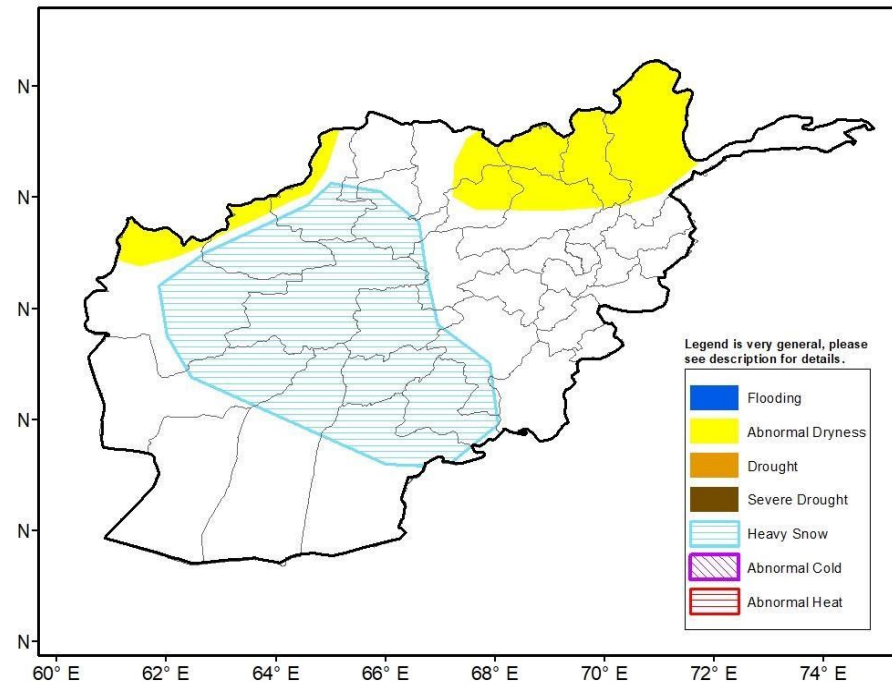 N
N
N
N
N
N
Legend is very general, please
see description for details.
Flooding
Abnormal Dryness
Drought
Severe Drought
Heavy Snow
Abnormal Cold
Abnormal Heat
60° E 62° E 64° E 66° E 68° E 70° E 72° E 74° E